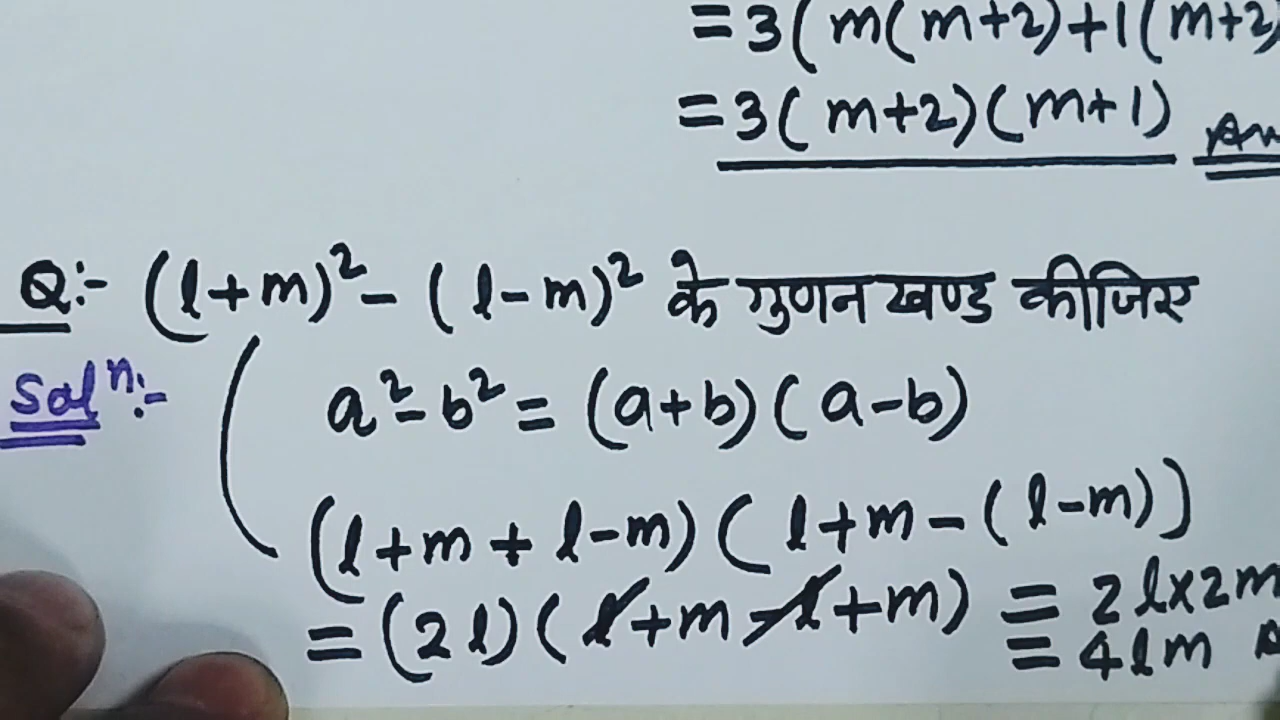 =3(m(m+2)+1(m+2)
=3(m+2)(m+1)
Q:- (l+m)²-(l-m)² के गुणन खण्ड कीजिए
Solⁿ:- a²-b²=(a+b)(a-b)
(l+m+l-m)(l+m-(l-m))
=(2l)(l+m-l+m) = 2l×2m
=4lm